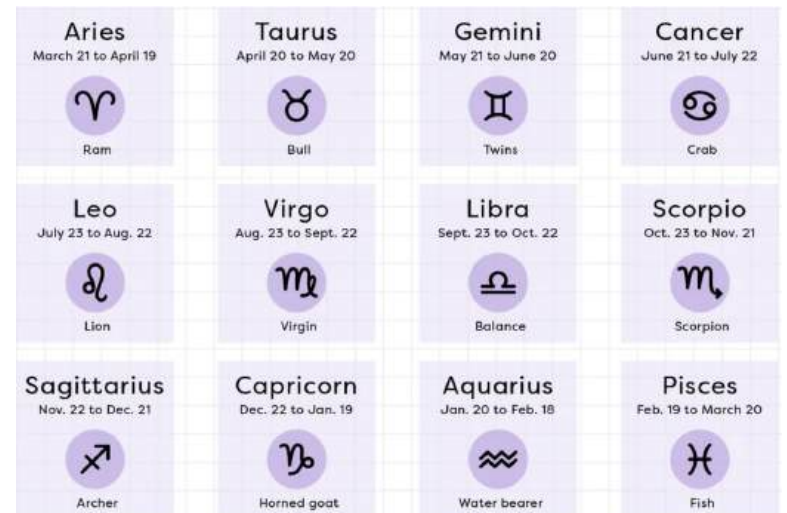 Aries
March 21 to April 19
Ram
Taurus
April 20 to May 20
Bull
Gemini
May 21 to June 20
Twins
Cancer
June 21 to July 22
Crab
Leo
July 23 to Aug. 22
Lion
Virgo
Aug. 23 to Sept. 22
Virgin
Libra
Sept. 23 to Oct. 22
Balance
Scorpio
Oct. 23 to Nov. 21
Scorpion
Sagittarius
Nov. 22 to Dec. 21
Archer
Capricorn
Dec. 22 to Jan. 19
Horned goat
Aquarius
Jan. 20 to Feb. 18
Water bearer
Pisces
Feb. 19 to March 20
Fish